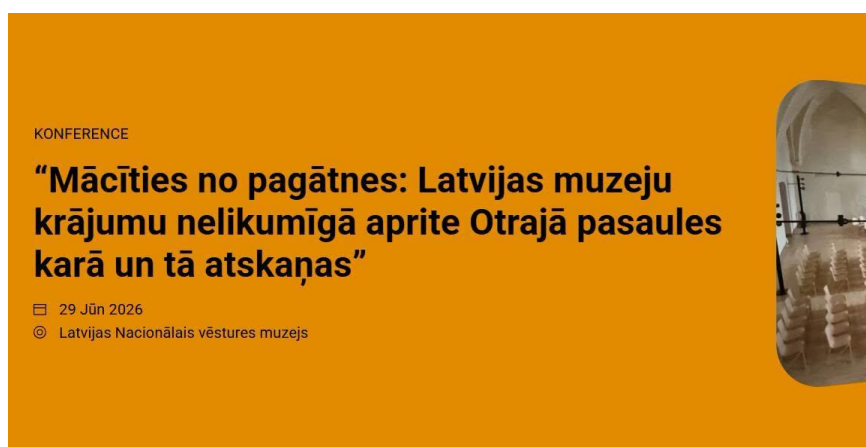 KONFERENCE
“Mācīties no pagātnes: Latvijas muzeju
krājumu nelikumīgā aprite Otrajā pasaules
karā un tā atskaņas”
29 Jūn 2026
Latvijas Nacionālais vēstures muzejs